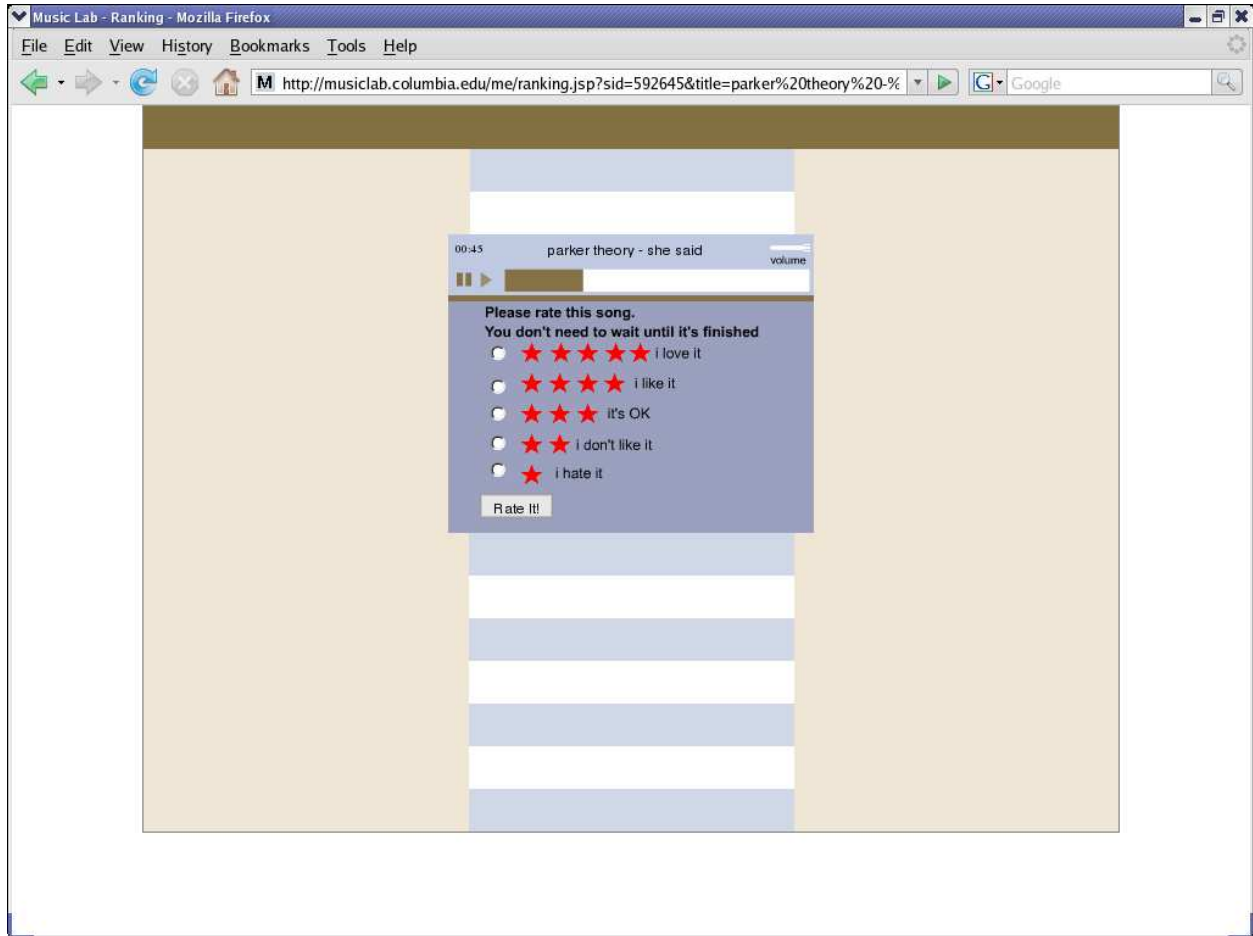 Music Lab - Ranking - Mozilla Firefox
File Edit View History Bookmarks Tools Help
M http://musiclab.columbia.edu/me/ranking.jsp?sid=592645&title=parker%20theory%20-% G Google
00:45 parker theory - she said
volume
Please rate this song.
You don't need to wait until it's finished
i love it
i like it
it's OK
i don't like it
i hate it
Rate It!